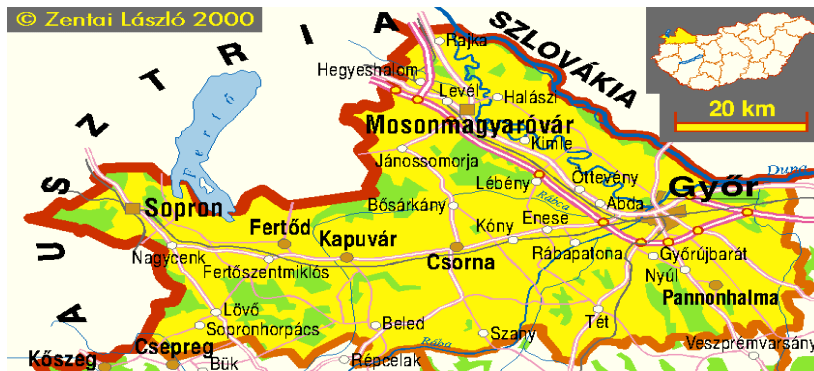 © Zentai László 2000
AUSZTRIA
SZLOVÁKIA
20 km
Rajka
Hegyeshalom
Levél
Halászi
Mosonmagyaróvár
Kimle
Jánossomorja
Fertő
Duna
Lébény
Öttevény
Győr
Rábca
Abda
Sopron
Bősárkány
Fertőd
Kóny
Enese
Kapuvár
Nagycenk
Csorna
Rábapatona
Győrújbarát
Fertőszentmiklós
Nyúl
Pannonhalma
Lövő
Sopronhorpács
Beled
Tét
Szany
Rába
Csepreg
Kőszeg
Bük
Répcelak
Veszprémvarsány